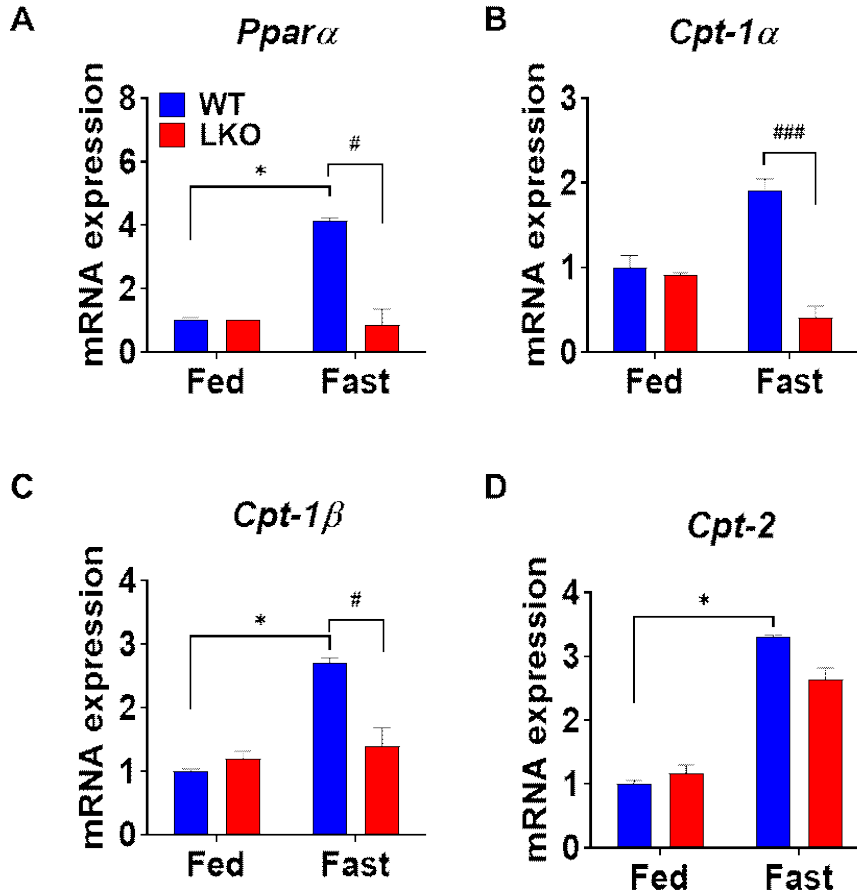 A
Pparα
mRNA expression
8
6
4
2
0
WT
LKO
*
#
Fed
Fast
B
Cpt-1α
mRNA expression
3
2
1
0
###
Fed
Fast
C
Cpt-1β
mRNA expression
4
3
2
1
0
*
#
Fed
Fast
D
Cpt-2
mRNA expression
4
3
2
1
0
*
Fed
Fast